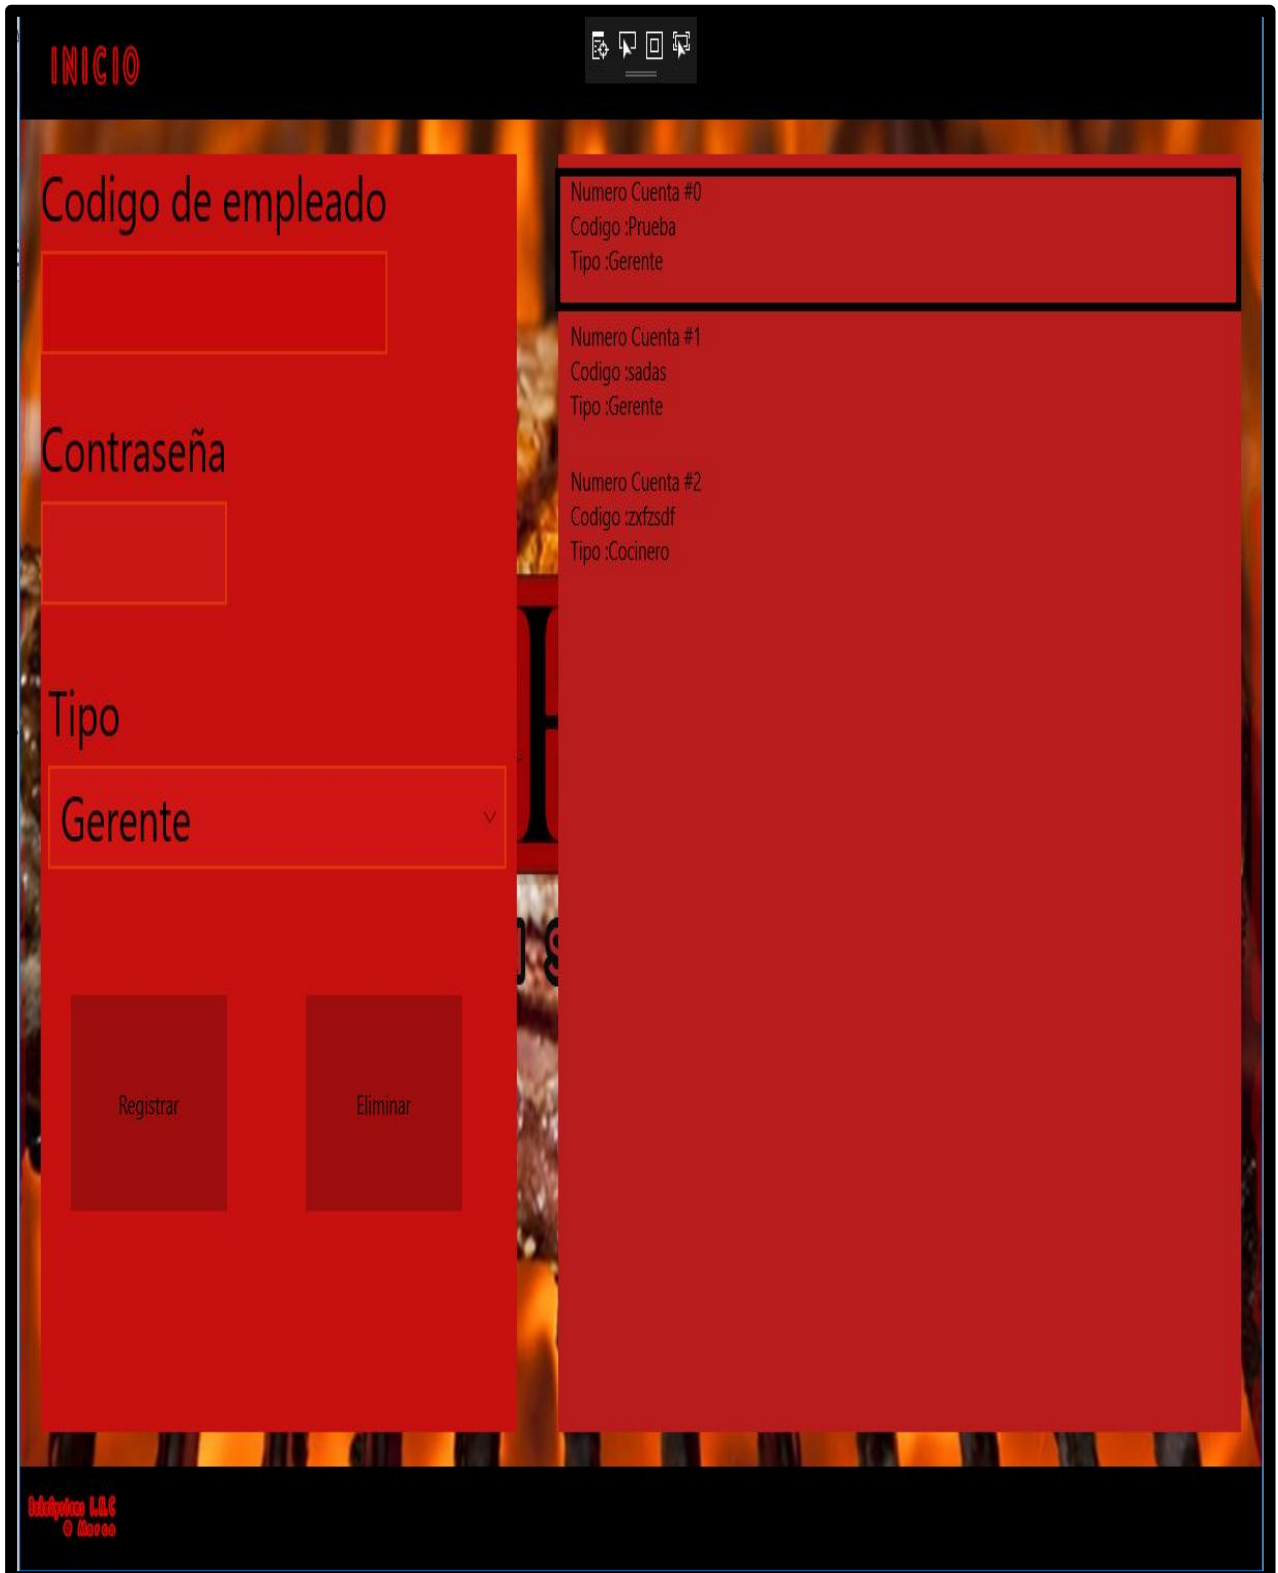 INICIO
Codigo de empleado
Contraseña
Tipo
Gerente
Registrar
Eliminar
Numero Cuenta #0
Codigo :Prueba
Tipo :Gerente
Numero Cuenta #1
Codigo :sadas
Tipo :Gerente
Numero Cuenta #2
Codigo :zxfzsdf
Tipo :Cocinero
L.L.C
© Marco